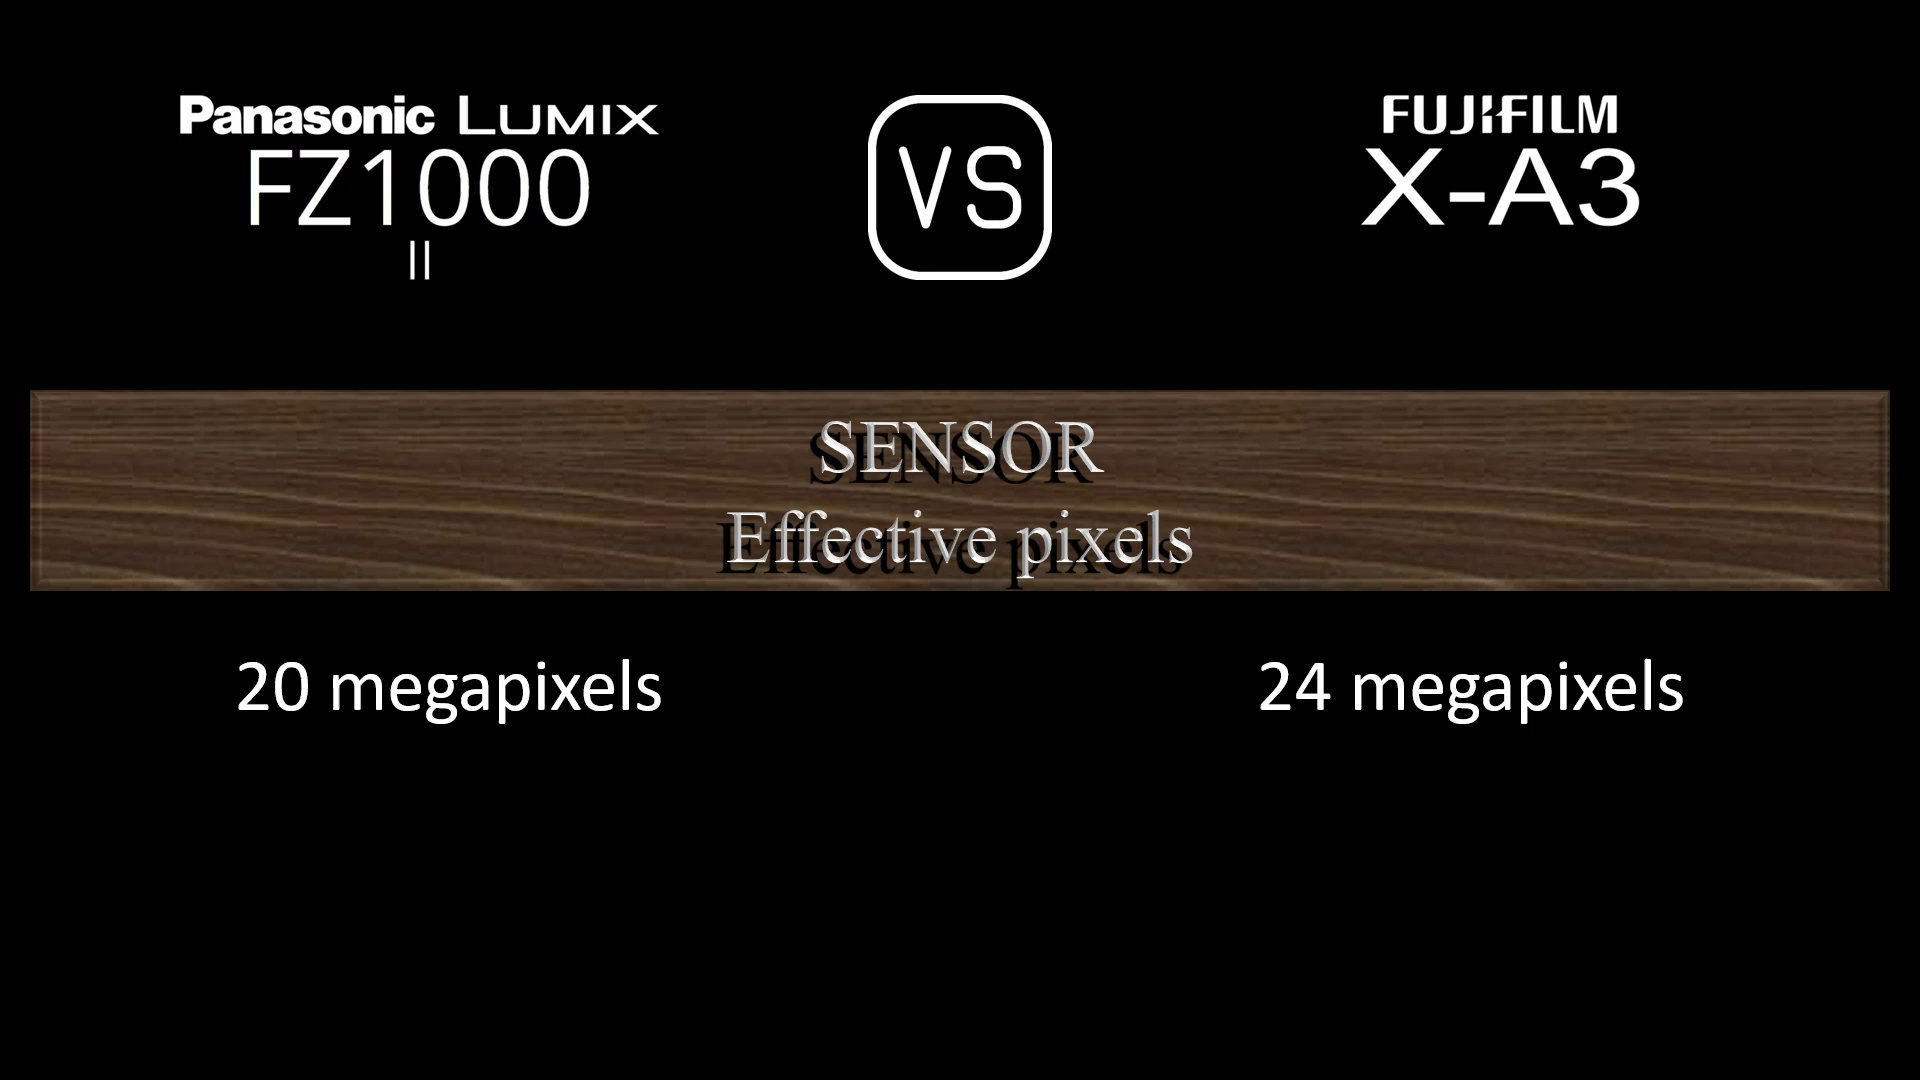 Panasonic LUMIX
FZ1000
II
VS
FUJIFILM
X-A3
SENSOR
Effective pixels
20 megapixels
24 megapixels